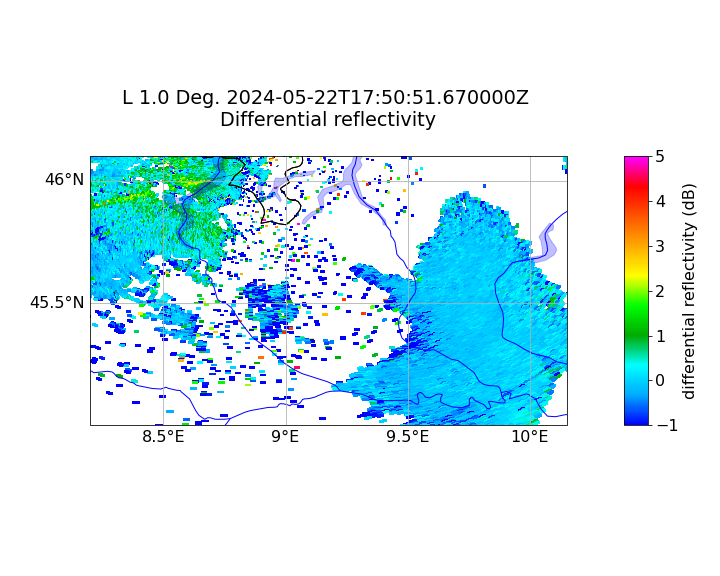 L 1.0 Deg. 2024-05-22T17:50:51.670000Z
Differential reflectivity
46°N
45.5°N
8.5°E
9°E
9.5°E
10°E
5
4
3
2
1
0
−1
differential reflectivity (dB)